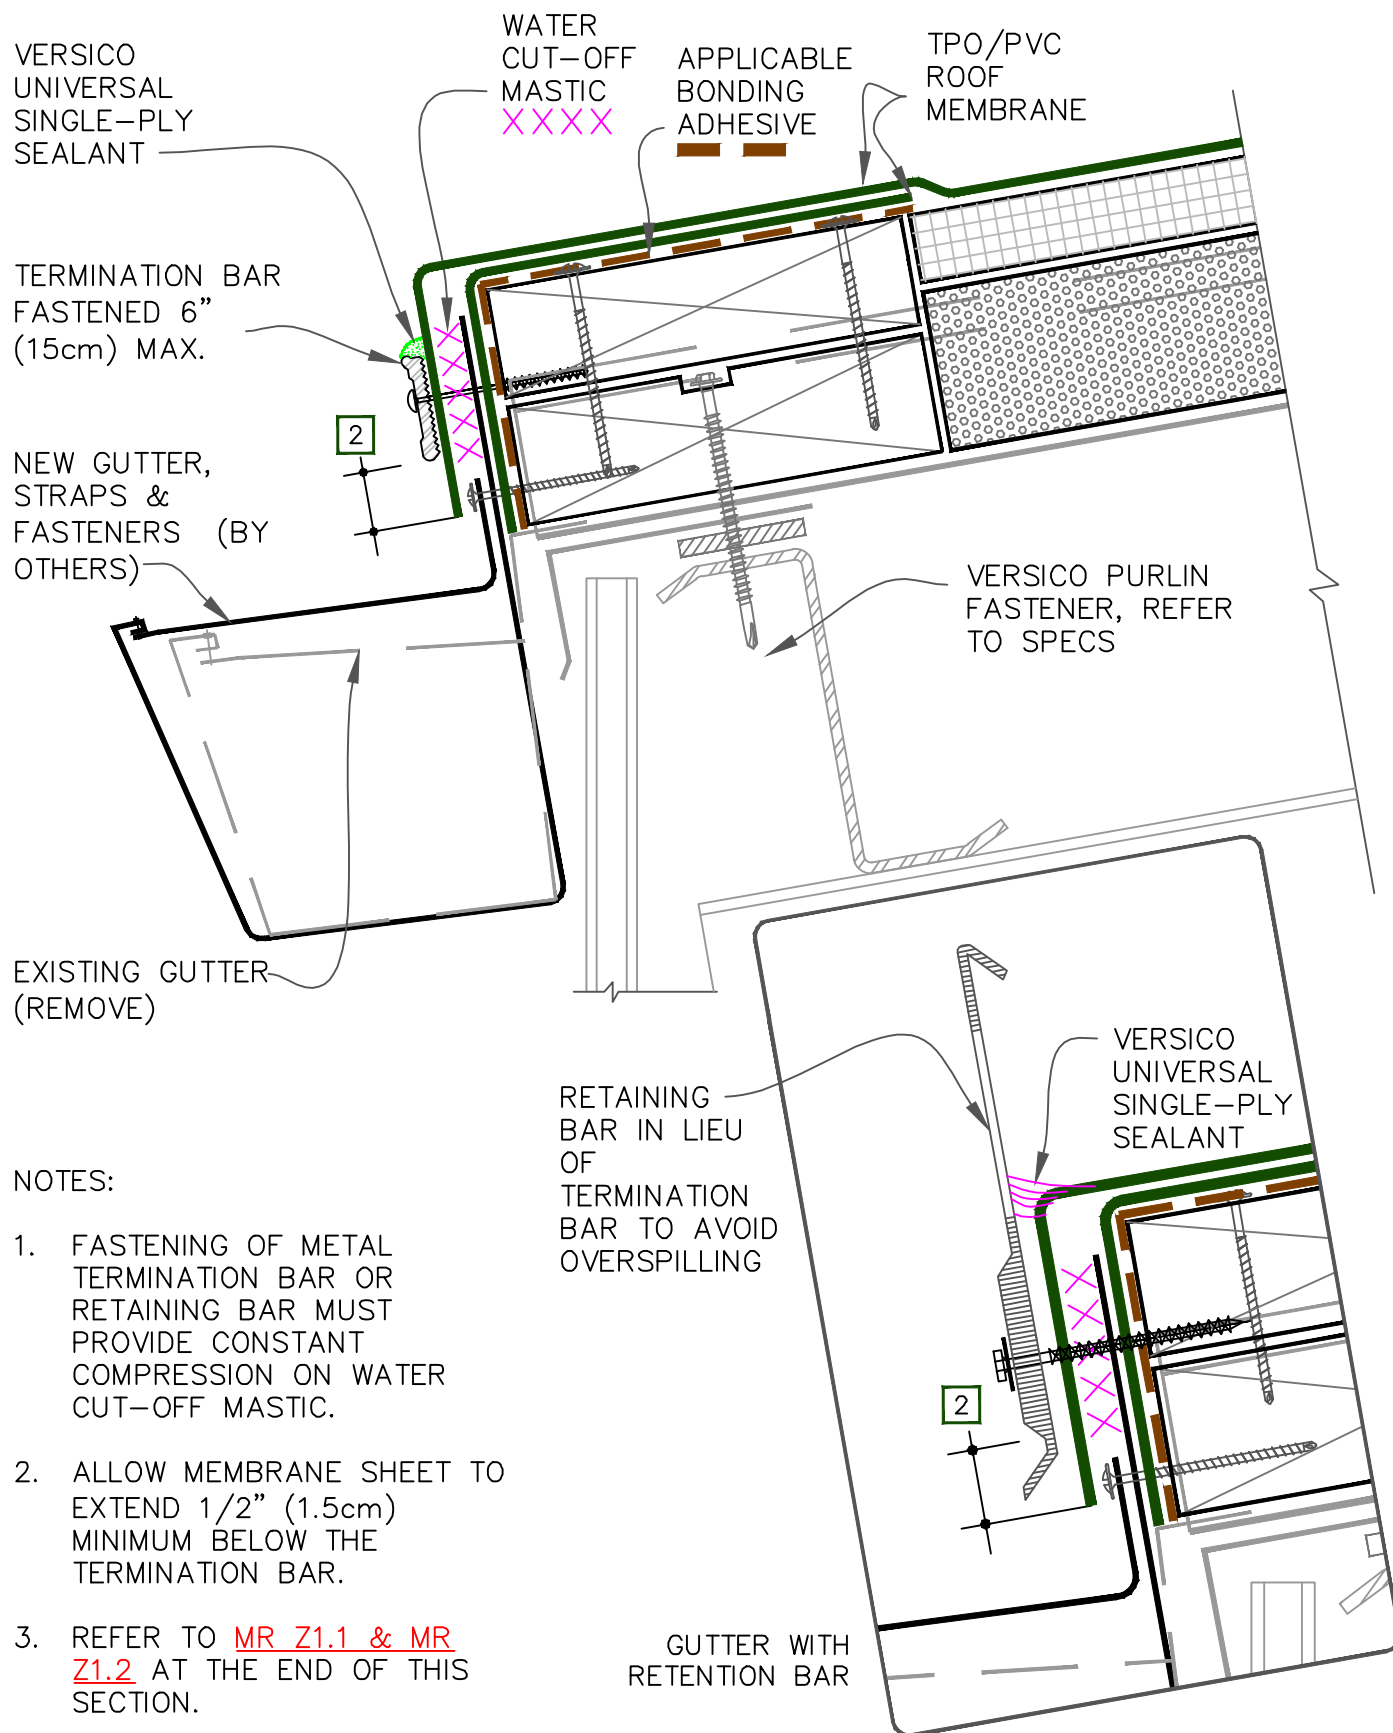 VERSICO
UNIVERSAL
SINGLE-PLY
SEALANT
WATER
CUT-OFF
MASTIC
APPLICABLE
BONDING
ADHESIVE
TPO/PVC
ROOF
MEMBRANE
TERMINATION BAR
FASTENED 6"
(15cm) MAX.
2
NEW GUTTER,
STRAPS &
FASTENERS (BY
OTHERS)
VERSICO PURLIN
FASTENER, REFER
TO SPECS
EXISTING GUTTER
(REMOVE)
RETAINING
BAR IN LIEU
OF
TERMINATION
BAR TO AVOID
OVERSPILLING
VERSICO
UNIVERSAL
SINGLE-PLY
SEALANT
2
GUTTER WITH
RETENTION BAR
NOTES:
1. FASTENING OF METAL
TERMINATION BAR OR
RETAINING BAR MUST
PROVIDE CONSTANT
COMPRESSION ON WATER
CUT-OFF MASTIC.
2. ALLOW MEMBRANE SHEET TO
EXTEND 1/2" (1.5cm)
MINIMUM BELOW THE
TERMINATION BAR.
3. REFER TO MR Z1.1 & MR
Z1.2 AT THE END OF THIS
SECTION.